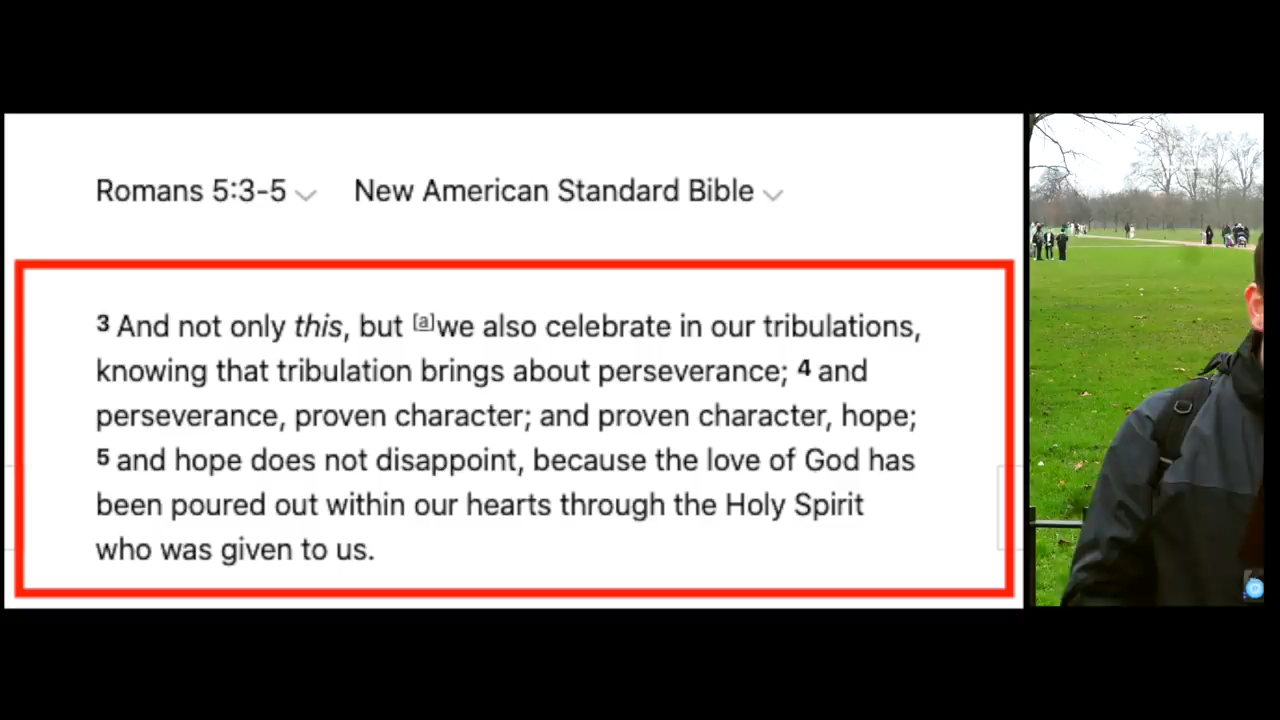 Romans 5:3-5 New American Standard Bible
3 And not only this, but [a]we also celebrate in our tribulations,
knowing that tribulation brings about perseverance; 4 and
perseverance, proven character; and proven character, hope;
5 and hope does not disappoint, because the love of God has
been poured out within our hearts through the Holy Spirit
who was given to us.